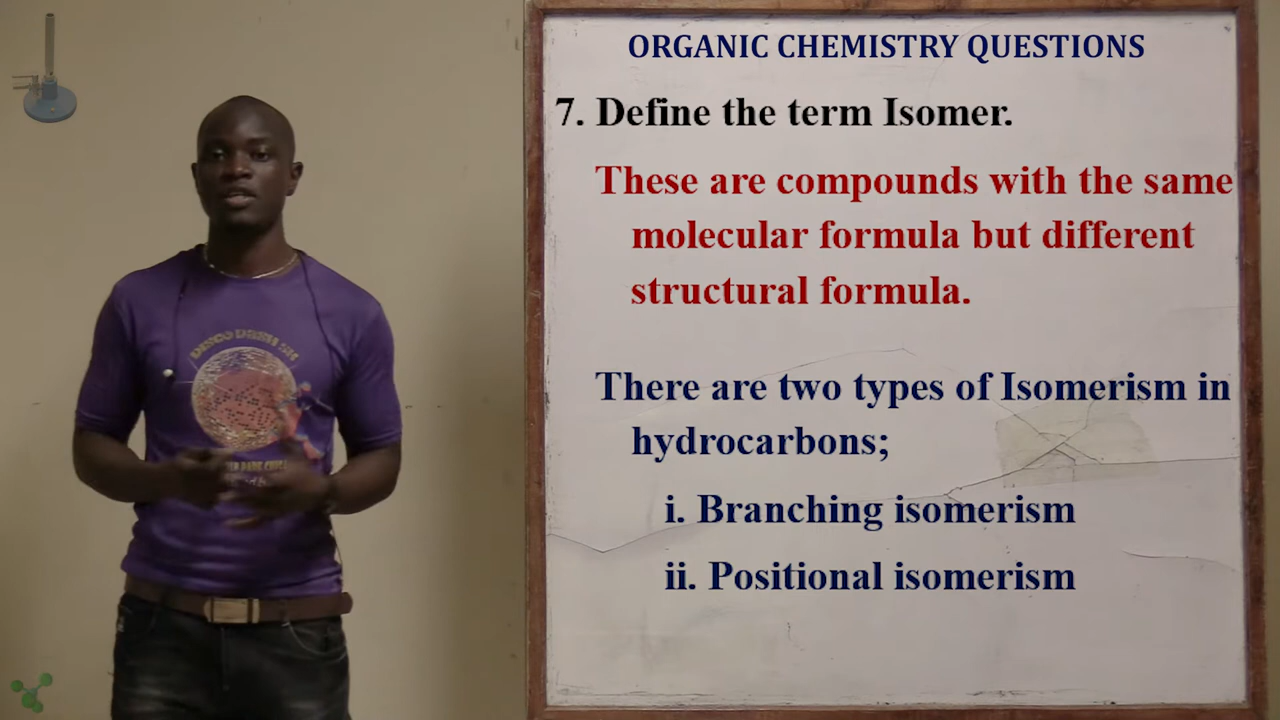 ORGANIC CHEMISTRY QUESTIONS
7. Define the term Isomer.
These are compounds with the same
molecular formula but different
structural formula.
There are two types of Isomerism in
hydrocarbons;
i. Branching isomerism
ii. Positional isomerism